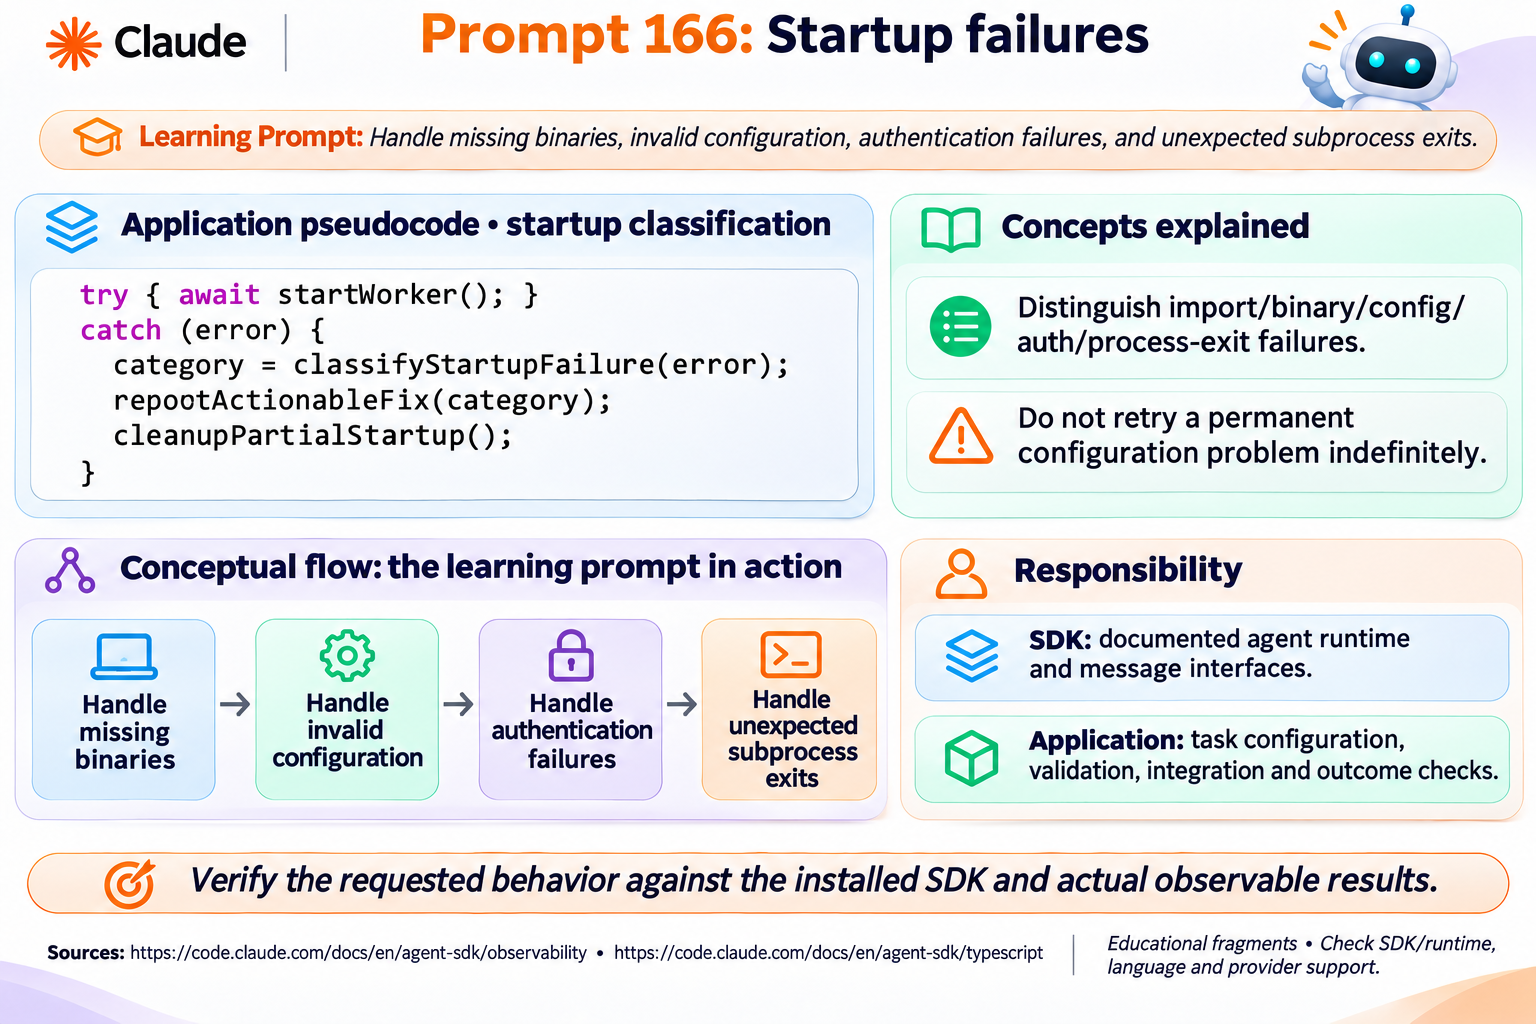 Claude
Prompt 166: Startup failures
Learning Prompt: Handle missing binaries, invalid configuration, authentication failures, and unexpected subprocess exits.
Application pseudocode • startup classification
try { await startWorker(); }
catch (error) {
category = classifyStartupFailure(error);
repootActionableFix(category);
cleanupPartialStartup();
}
Concepts explained
Distinguish import/binary/config/
auth/process-exit failures.
Do not retry a permanent
configuration problem indefinitely.
Conceptual flow: the learning prompt in action
Handle
missing
binaries
Handle
invalid
configuration
Handle
authentication
failures
Handle
unexpected
subprocess
exits
Responsibility
SDK: documented agent runtime
and message interfaces.
Application: task configuration,
validation, integration and outcome checks.
Verify the requested behavior against the installed SDK and actual observable results.
Sources: https://code.claude.com/docs/en/agent-sdk/observability • https://code.claude.com/docs/en/agent-sdk/typescript
Educational fragments • Check SDK/runtime,
language and provider support.